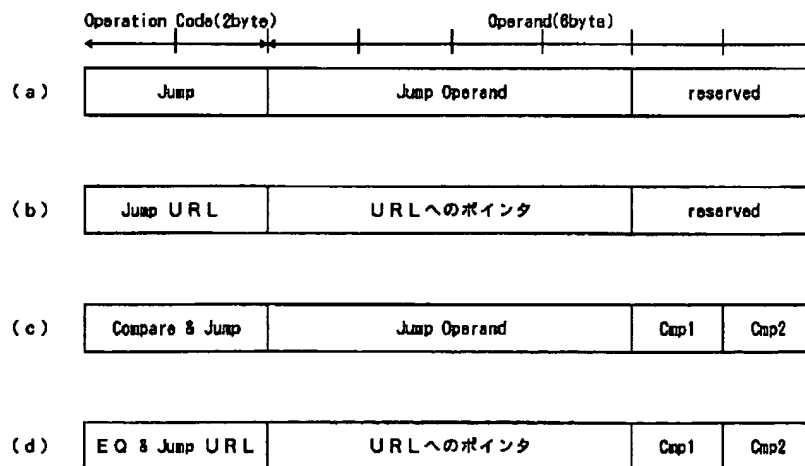 Operation Code(2byte) Operand(6byte)
(a) Jump Jump Operand reserved
(b) Jump URL URLへのポインタ reserved
(c) Compare & Jump Jump Operand Cmp1 Cmp2
(d) EQ & Jump URL URLへのポインタ Cmp1 Cmp2